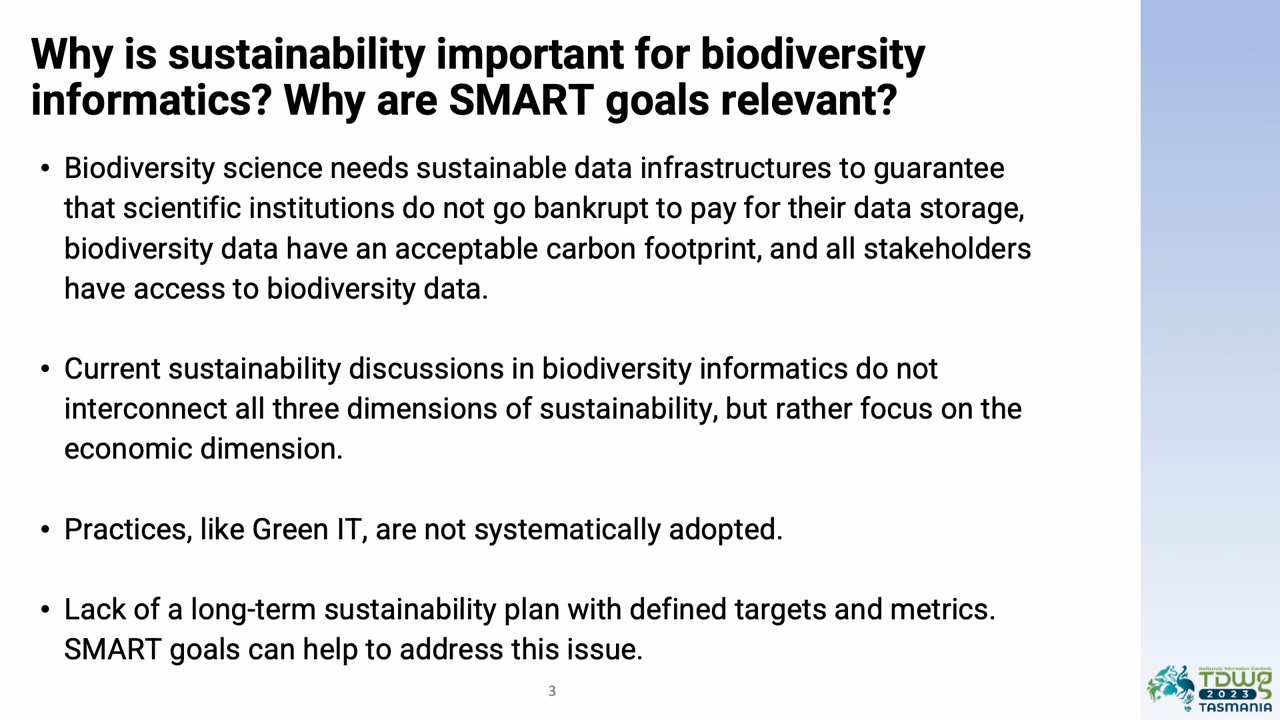 Why is sustainability important for biodiversity
informatics? Why are SMART goals relevant?
• Biodiversity science needs sustainable data infrastructures to guarantee
that scientific institutions do not go bankrupt to pay for their data storage,
biodiversity data have an acceptable carbon footprint, and all stakeholders
have access to biodiversity data.
• Current sustainability discussions in biodiversity informatics do not
interconnect all three dimensions of sustainability, but rather focus on the
economic dimension.
• Practices, like Green IT, are not systematically adopted.
• Lack of a long-term sustainability plan with defined targets and metrics.
SMART goals can help to address this issue.
3
Biodiversity Information Standards
TDWG
2023
TASMANIA